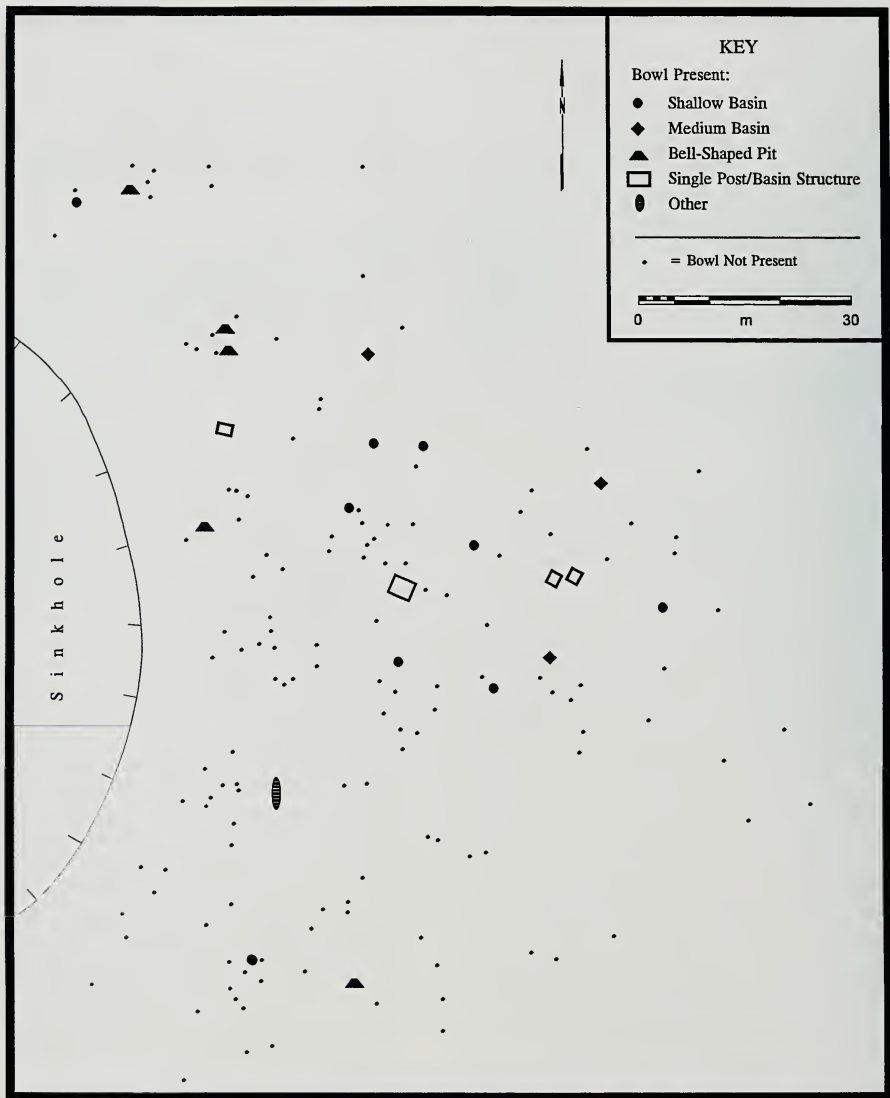 KEY
Bowl Present:
Shallow Basin
Medium Basin
Bell-Shaped Pit
Single Post/Basin Structure
Other
= Bowl Not Present
0 m 30
N
Sinkhole